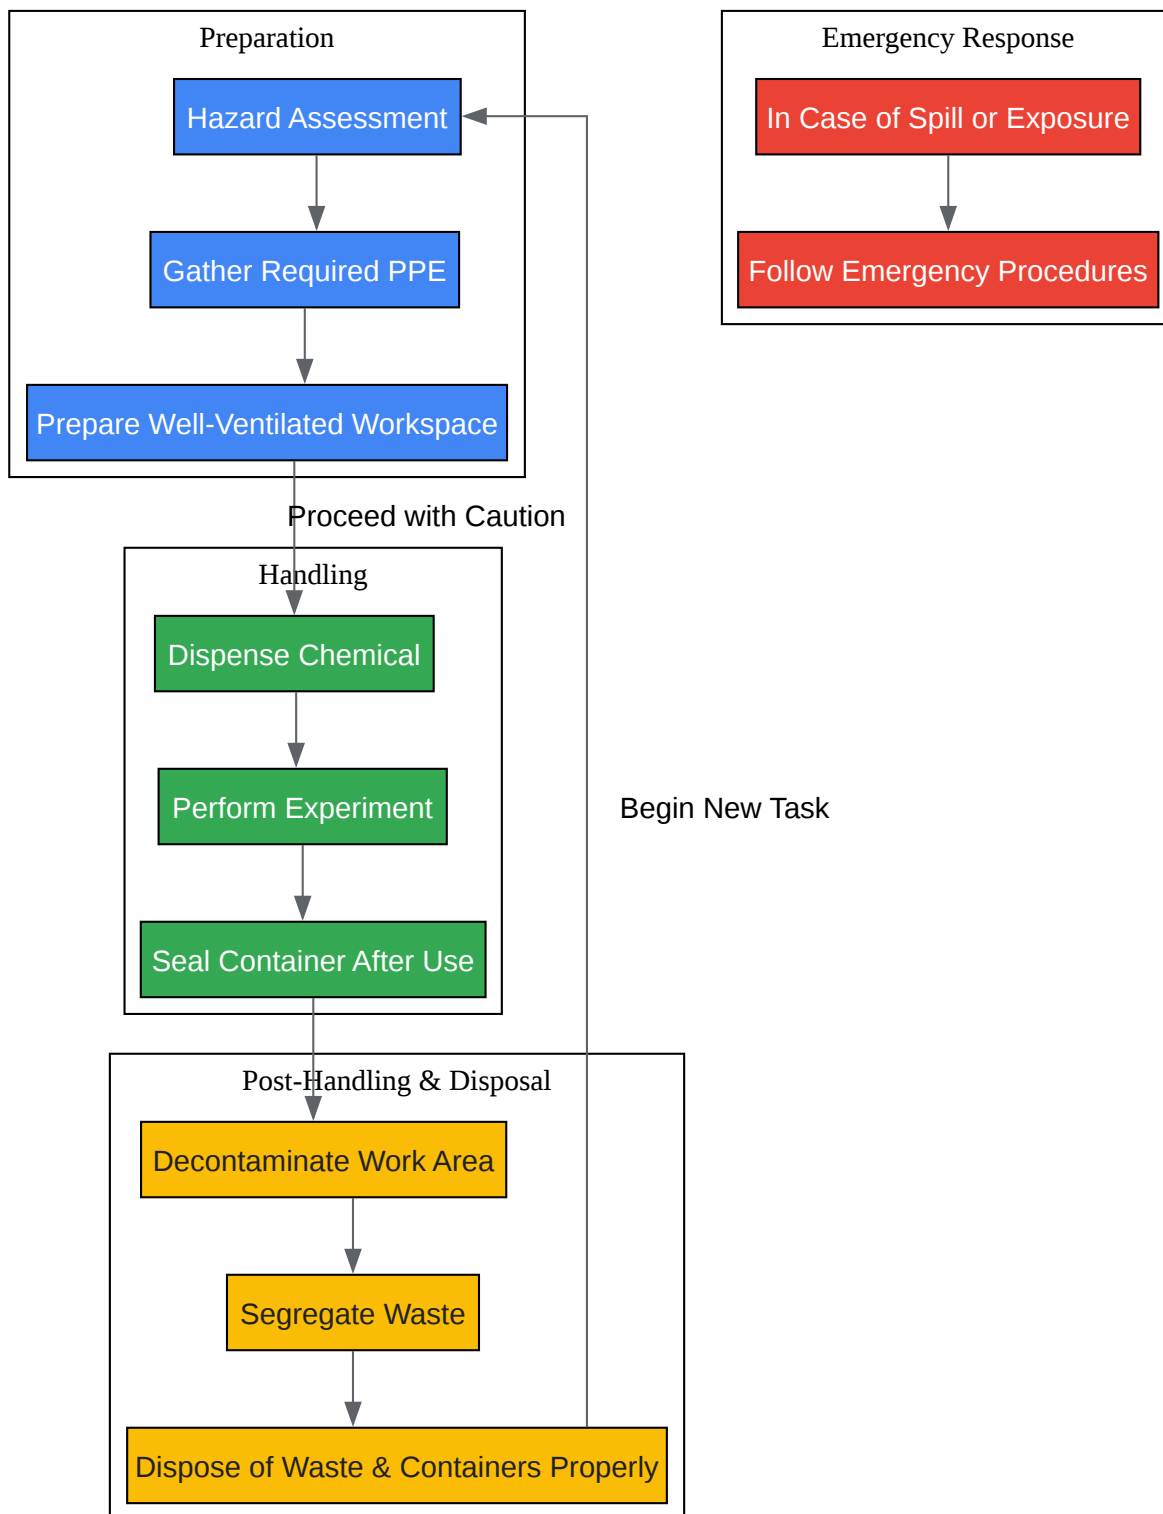 Preparation
Hazard Assessment
Gather Required PPE
Prepare Well-Ventilated Workspace
Proceed with Caution
Handling
Dispense Chemical
Perform Experiment
Seal Container After Use
Post-Handling & Disposal
Decontaminate Work Area
Segregate Waste
Dispose of Waste & Containers Properly
Begin New Task
Emergency Response
In Case of Spill or Exposure
Follow Emergency Procedures